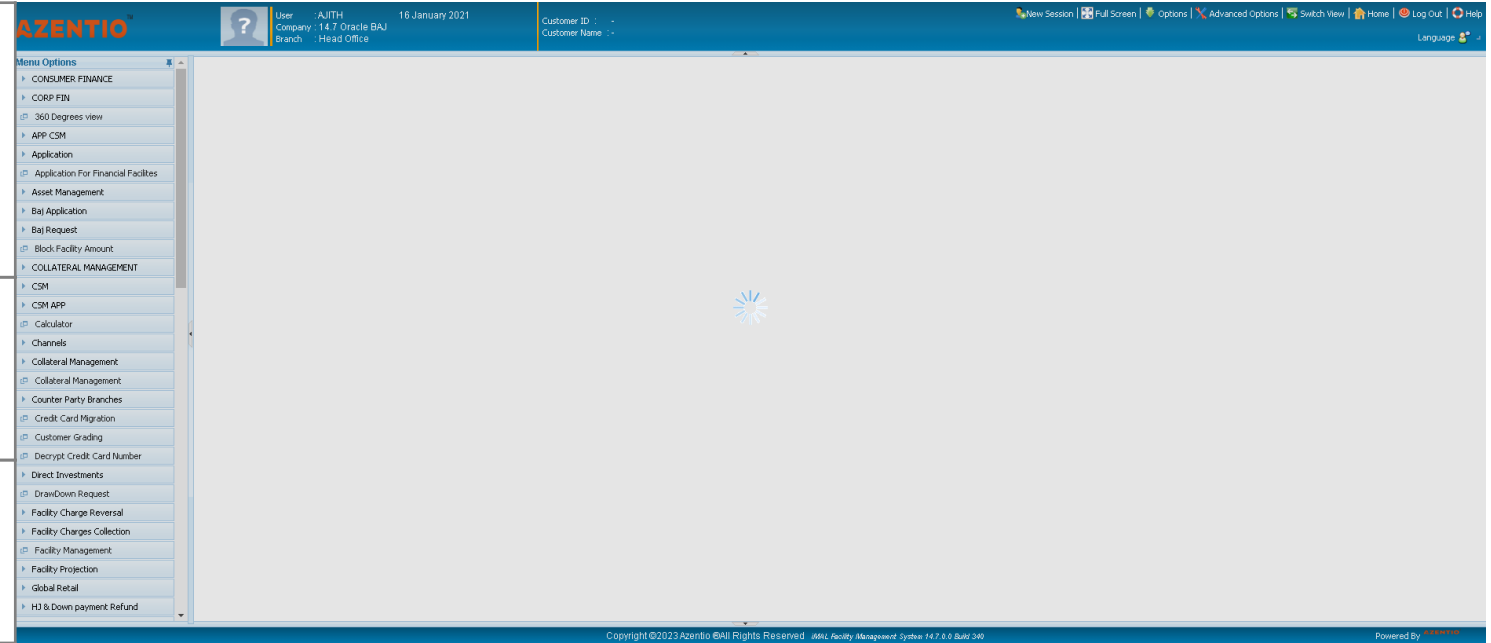 AZENTIO
User : AJITH 16 January 2021
Company : 14.7 Oracle BAJ
Branch : Head Office
Customer ID : -
Customer Name : -
New Session | Full Screen | Options | Advanced Options | Switch View | Home | Log Out | Help
Language
Menu Options
CONSUMER FINANCE
CORP FIN
360 Degrees view
APP CSM
Application
Application For Financial Facilites
Asset Management
Baj Application
Baj Request
Block Facility Amount
COLLATERAL MANAGEMENT
CSM
CSM APP
Calculator
Channels
Collateral Management
Collateral Management
Counter Party Branches
Credit Card Migration
Customer Grading
Decrypt Credit Card Number
Direct Investments
DrawDown Request
Facility Charge Reversal
Facility Charges Collection
Facility Management
Facility Projection
Global Retail
HJ & Down payment Refund
Copyright ©2023 Azentio ®All Rights Reserved IMAL Facility Management System 14.7.0.0 Build 340
Powered By AZENTIO